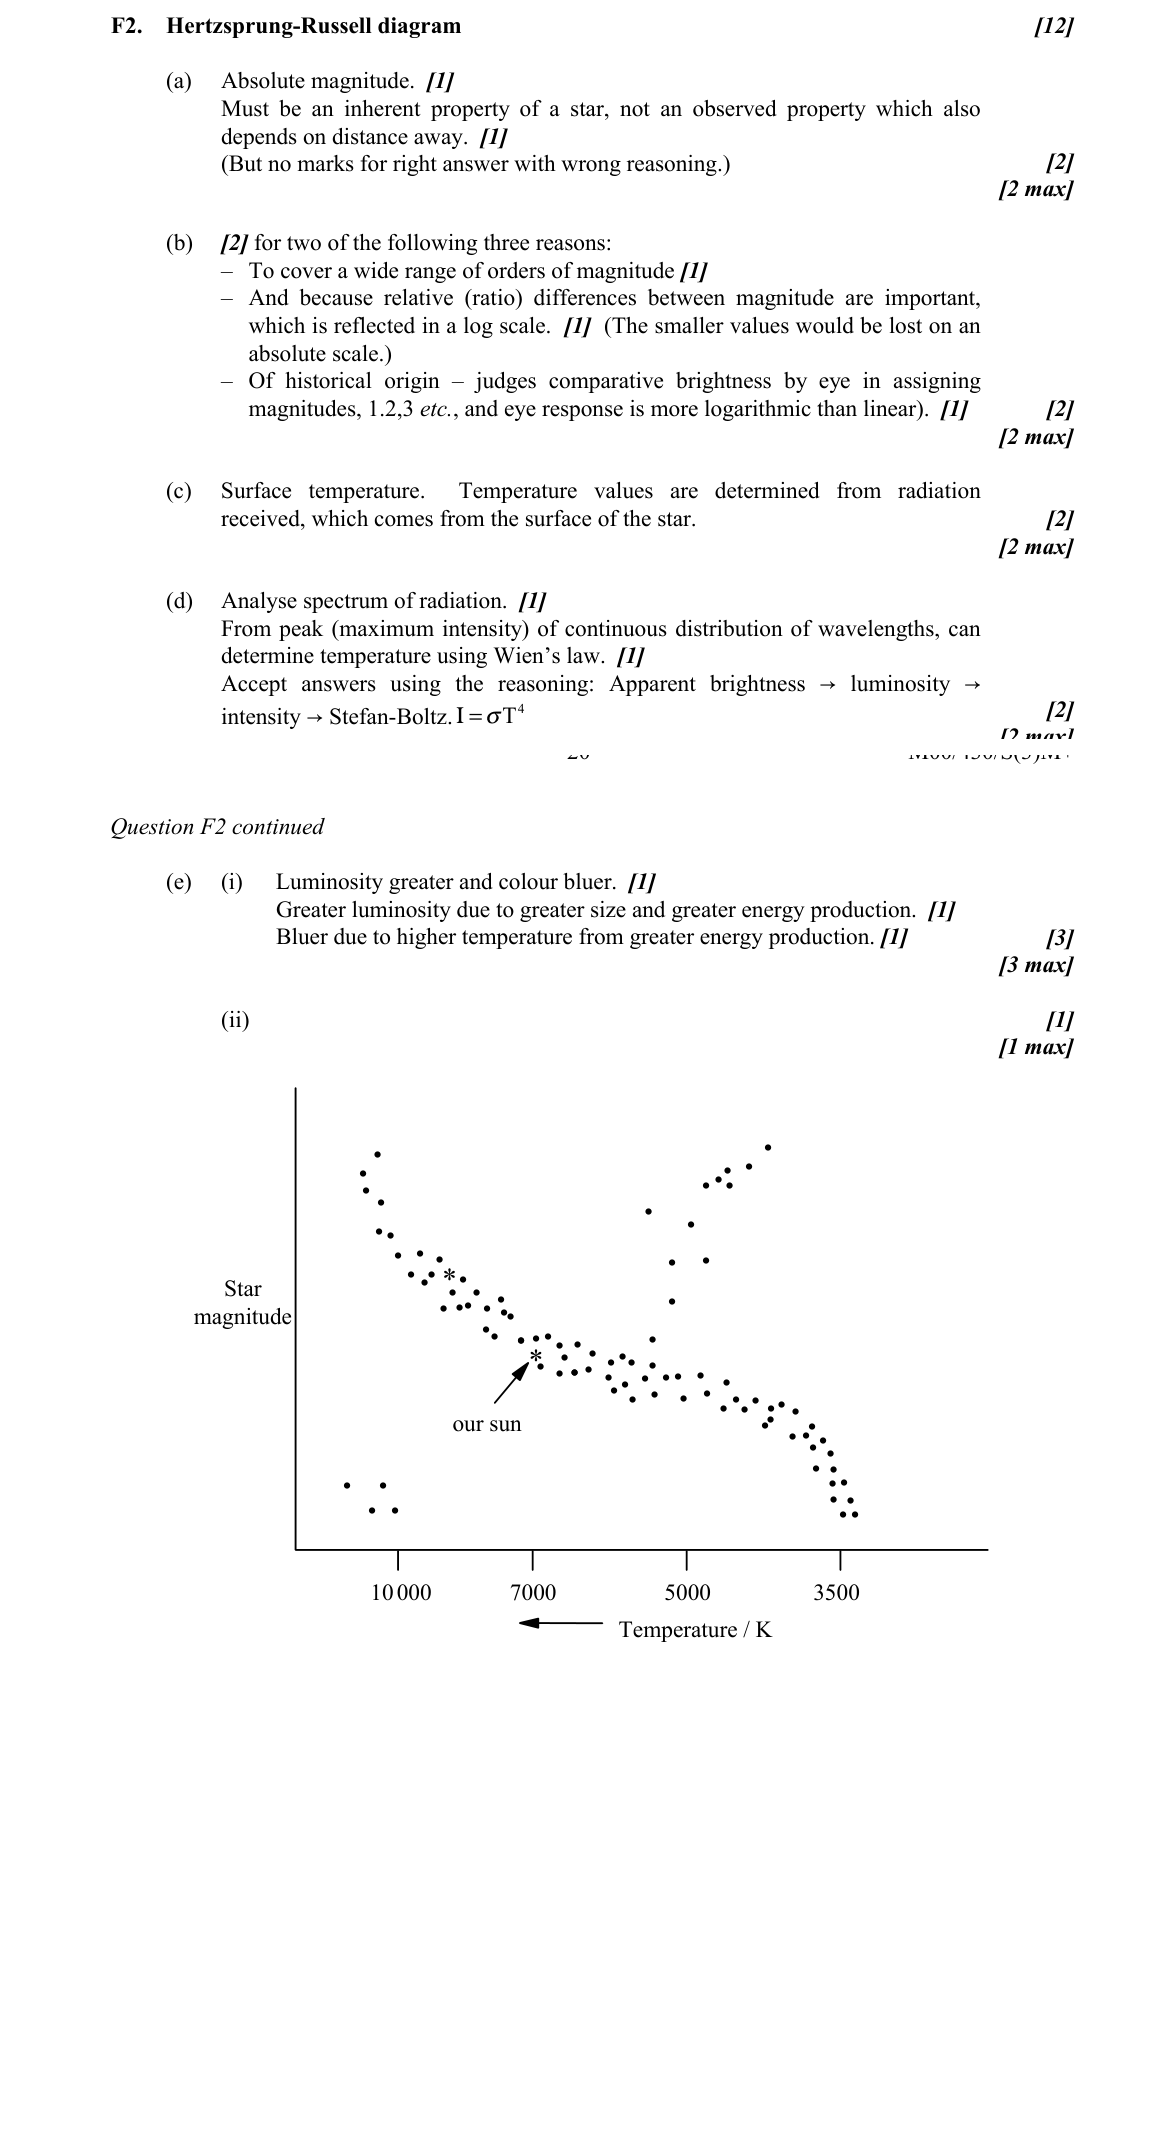 F2. Hertzsprung-Russell diagram [12]
(a) Absolute magnitude. [1]
Must be an inherent property of a star, not an observed property which also
depends on distance away. [1]
(But no marks for right answer with wrong reasoning.) [2]
[2 max]
(b) [2] for two of the following three reasons:
– To cover a wide range of orders of magnitude [1]
– And because relative (ratio) differences between magnitude are important,
which is reflected in a log scale. [1] (The smaller values would be lost on an
absolute scale.)
– Of historical origin – judges comparative brightness by eye in assigning
magnitudes, 1.2,3 etc., and eye response is more logarithmic than linear). [1] [2]
[2 max]
(c) Surface temperature. Temperature values are determined from radiation
received, which comes from the surface of the star. [2]
[2 max]
(d) Analyse spectrum of radiation. [1]
From peak (maximum intensity) of continuous distribution of wavelengths, can
determine temperature using Wien's law. [1]
Accept answers using the reasoning: Apparent brightness → luminosity →
intensity → Stefan-Boltz. I = σT⁴ [2]
[2 max]
Question F2 continued
(e) (i) Luminosity greater and colour bluer. [1]
Greater luminosity due to greater size and greater energy production. [1]
Bluer due to higher temperature from greater energy production. [1] [3]
[3 max]
(ii) [1]
[1 max]
Star
magnitude
*
*
our sun
10 000 7000 5000 3500
Temperature / K